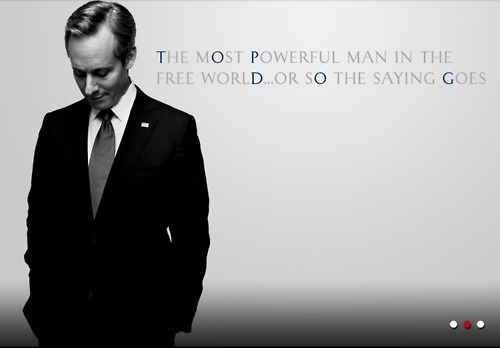 THE MOST POWERFUL MAN IN THE
FREE WORLD...OR SO THE SAYING GOES